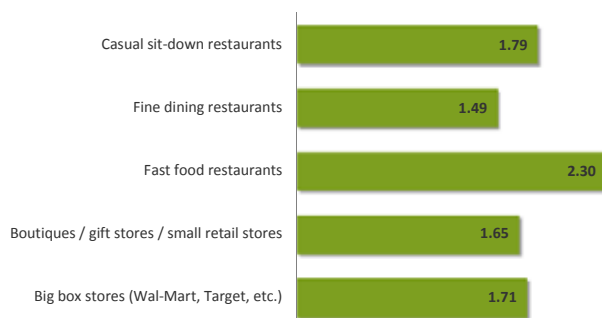 Casual sit-down restaurants 1.79
Fine dining restaurants 1.49
Fast food restaurants 2.30
Boutiques / gift stores / small retail stores 1.65
Big box stores (Wal-Mart, Target, etc.) 1.71